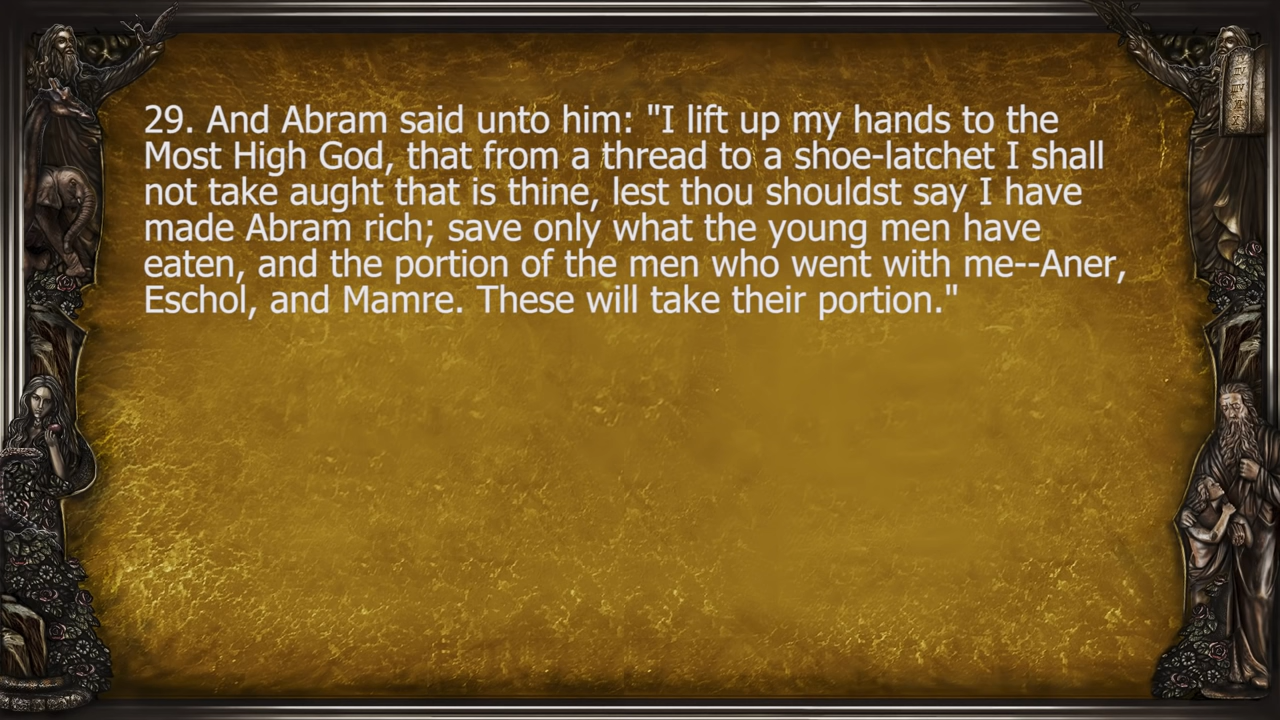 29. And Abram said unto him: "I lift up my hands to the
Most High God, that from a thread to a shoe-latchet I shall
not take aught that is thine, lest thou shouldst say I have
made Abram rich; save only what the young men have
eaten, and the portion of the men who went with me--Aner,
Eschol, and Mamre. These will take their portion."